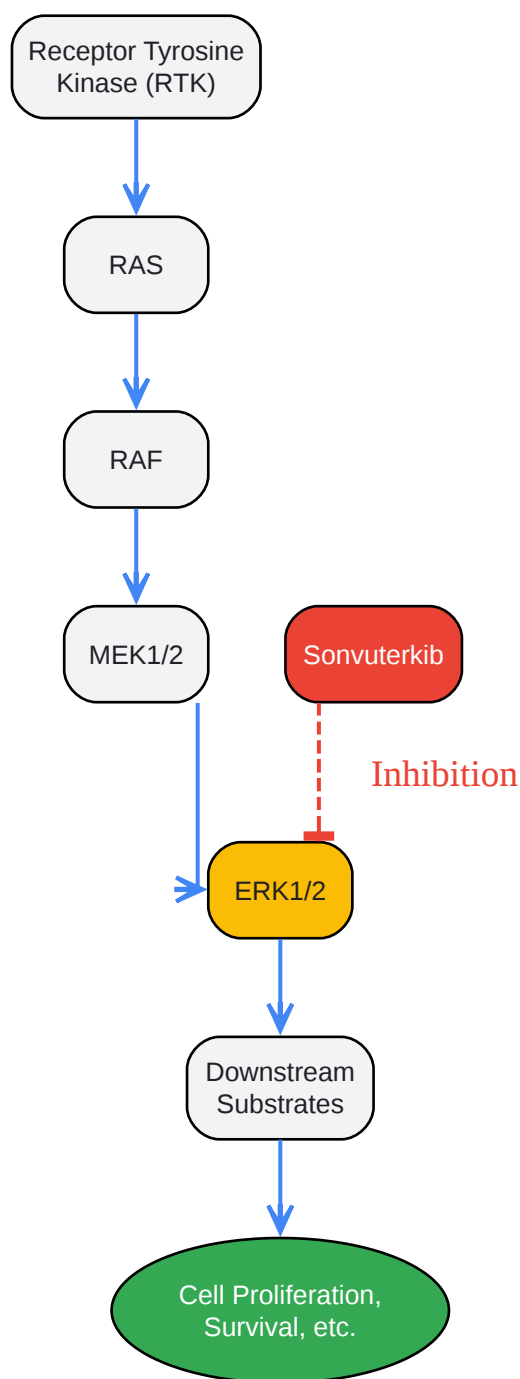 Receptor Tyrosine
Kinase (RTK)
RAS
RAF
MEK1/2
Sonvuterkib
Inhibition
ERK1/2
Downstream
Substrates
Cell Proliferation,
Survival, etc.